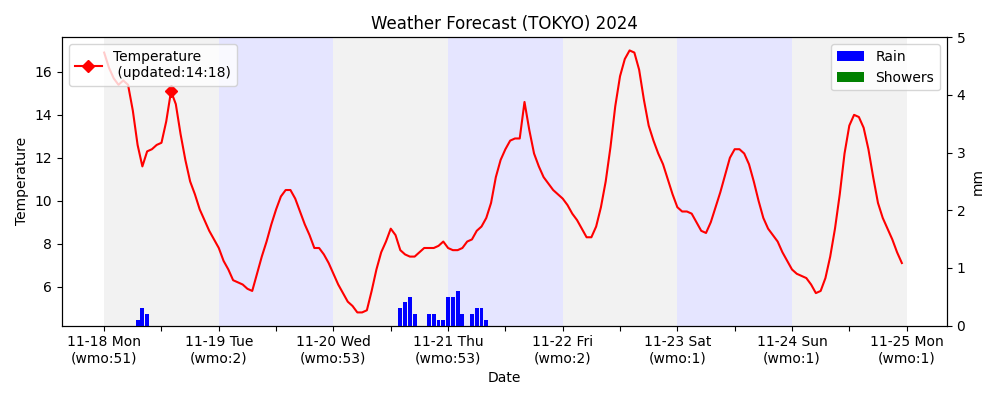 Weather Forecast (TOKYO) 2024
Temperature
(updated:14:18)
Rain
Showers
Temperature
16
14
12
10
8
6
5
4
3
2
1
0
mm
11-18 Mon 11-19 Tue 11-20 Wed 11-21 Thu 11-22 Fri 11-23 Sat 11-24 Sun 11-25 Mon
(wmo:51) (wmo:2) (wmo:53) (wmo:53) (wmo:2) (wmo:1) (wmo:1) (wmo:1)
Date